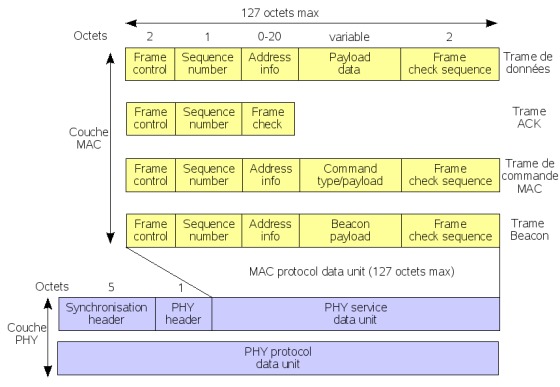 127 octets max
Octets 2 1 0-20 variable 2
Frame control Sequence number Address info Payload data Frame check sequence Trame de données
Couche MAC
Frame control Sequence number Frame check Trame ACK
Frame control Sequence number Address info Command type/payload Frame check sequence Trame de commande MAC
Frame control Sequence number Address info Beacon payload Frame check sequence Trame Beacon
MAC protocol data unit (127 octets max)
Octets 5 1
Couche PHY
Synchronisation header PHY header PHY service data unit
PHY protocol data unit